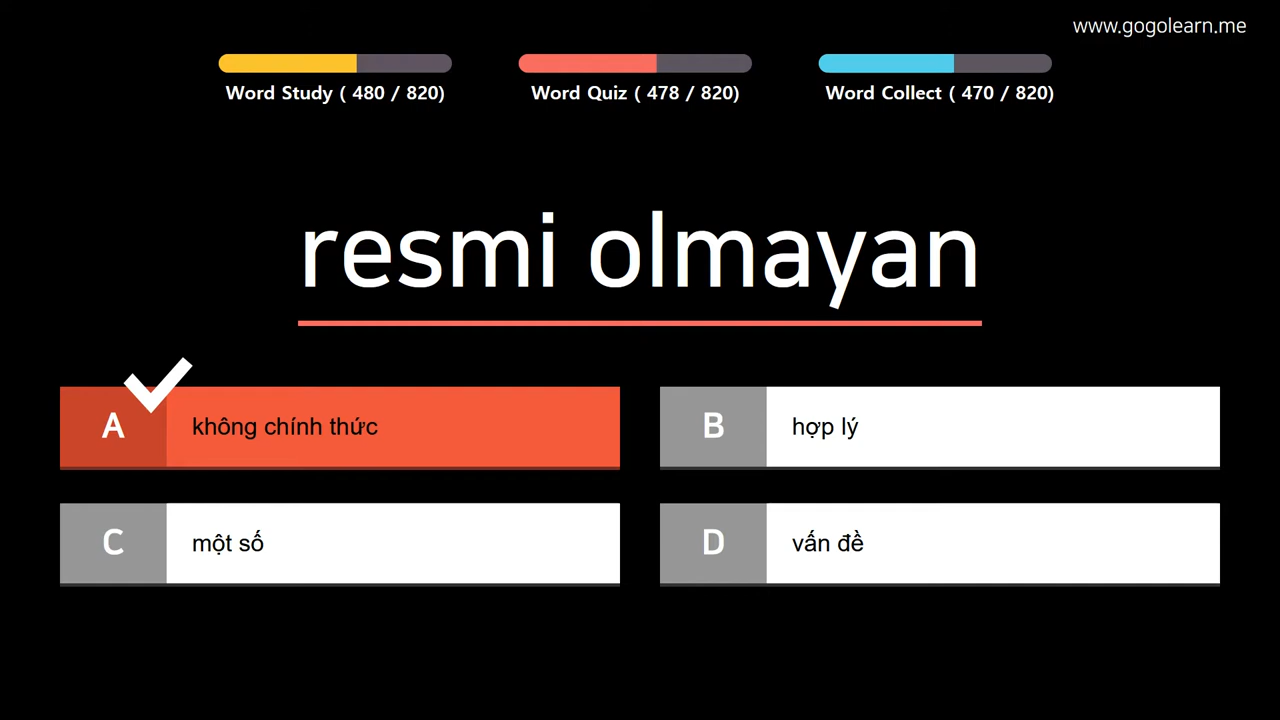 www.gogolearn.me
Word Study ( 480 / 820)
Word Quiz ( 478 / 820)
Word Collect ( 470 / 820)
resmi olmayan
A không chính thức
B hợp lý
C một số
D vấn đề